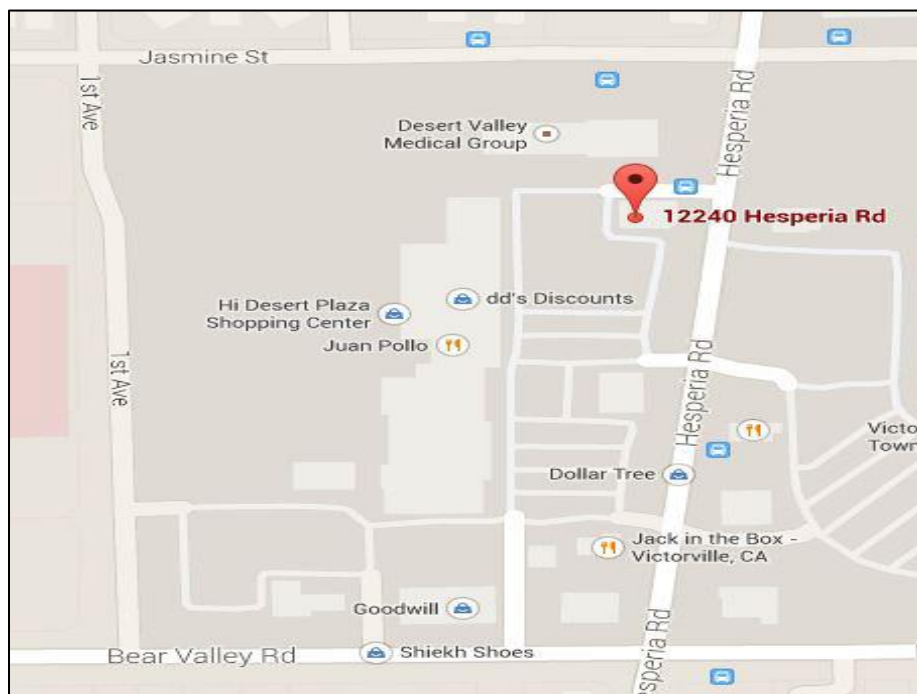 Jasmine St
1st Ave
Hesperia Rd
Desert Valley
Medical Group
12240 Hesperia Rd
dd's Discounts
Hi Desert Plaza
Shopping Center
Juan Pollo
1st Ave
Hesperia Rd
Victo
Town
Dollar Tree
Jack in the Box -
Victorville, CA
Goodwill
Bear Valley Rd
Shiekh Shoes
Hesperia Rd